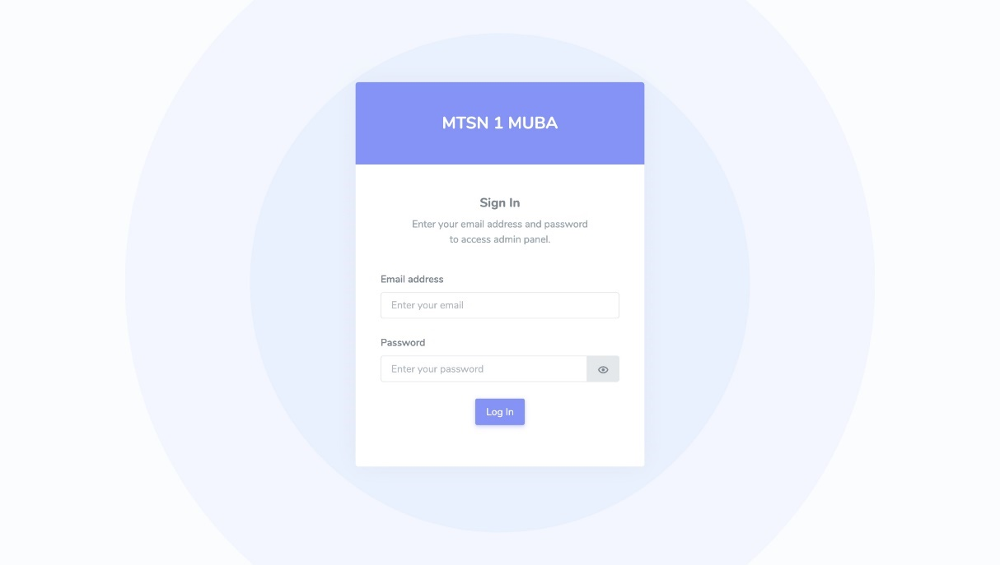 MTSN 1 MUBA
Sign In
Enter your email address and password
to access admin panel.
Email address
Enter your email
Password
Enter your password
Log In